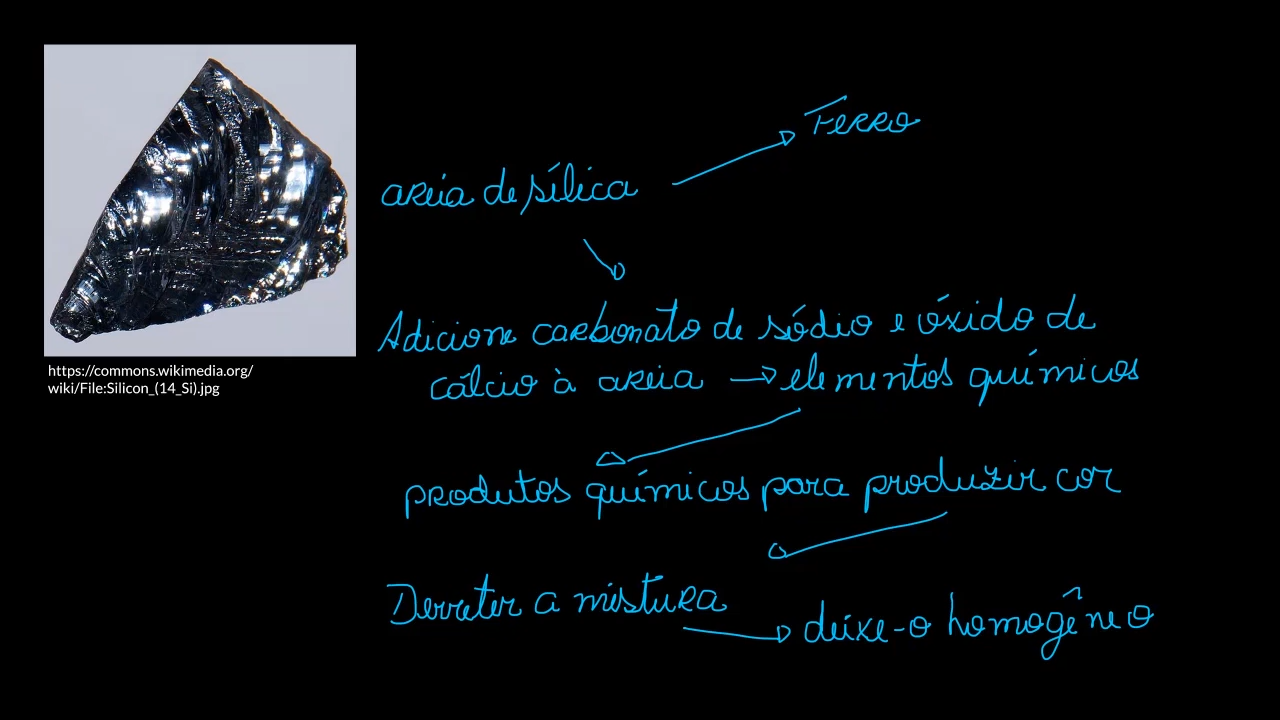 Ferro
areia de sílica
Adicione carbonato de sódio e óxido de
cálcio à areia → elementos químicos
https://commons.wikimedia.org/
wiki/File:Silicon_(14_Si).jpg
produtos químicos para produzir cor
Derreter a mistura
deixe-o homogêneo